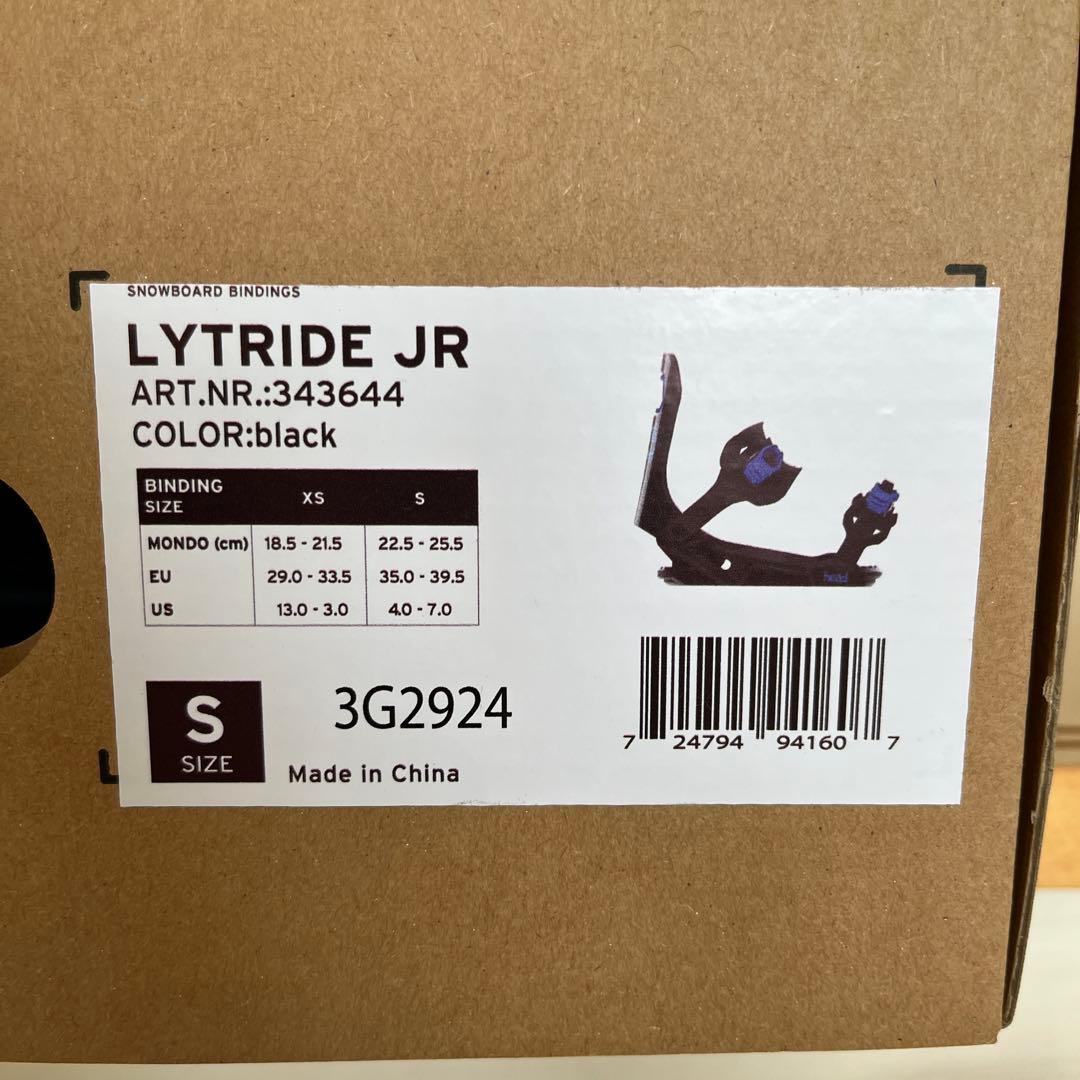 SNOWBOARD BINDINGS
LYTRIDE JR
ART.NR.:343644
COLOR:black
BINDING SIZE XS S
MONDO (cm) 18.5 - 21.5 22.5 - 25.5
EU 29.0 - 33.5 35.0 - 39.5
US 13.0 - 3.0 4.0 - 7.0
head
S
SIZE
3G2924
Made in China
7 24794 94160 7